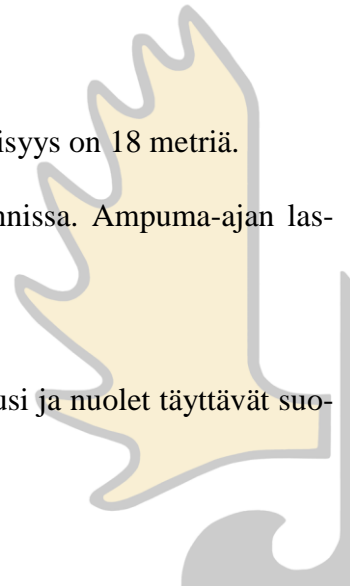 isyys on 18 metriä.
nnissa. Ampuma-ajan las-
usi ja nuolet täyttävät suo-